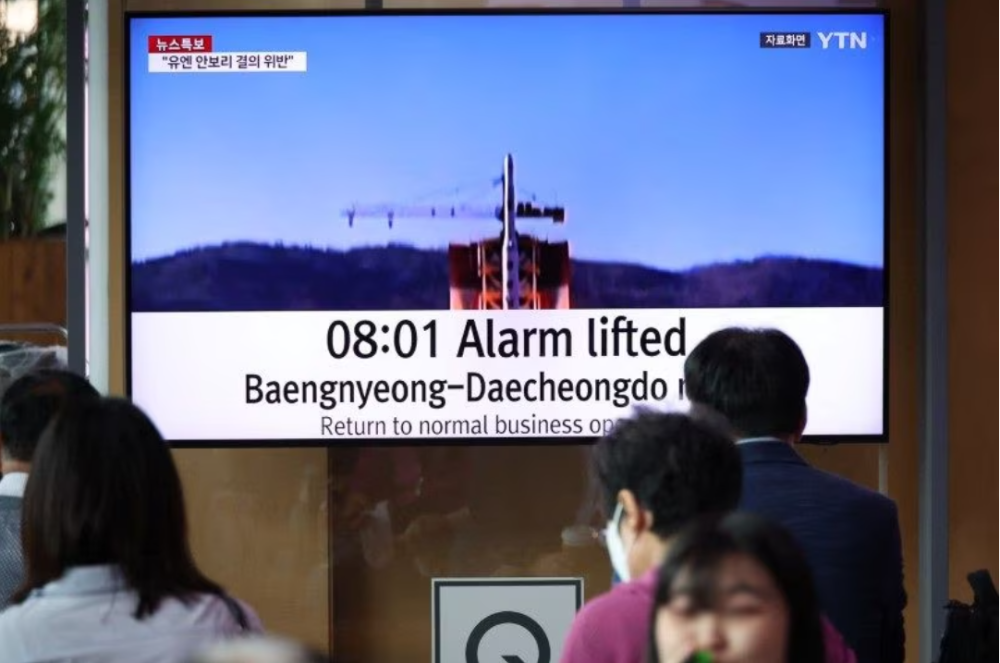 뉴스특보
"유엔 안보리 결의 위반"
자료화면 YTN
08:01 Alarm lifted
Baengnyeong-Daecheongdo
Return to normal business